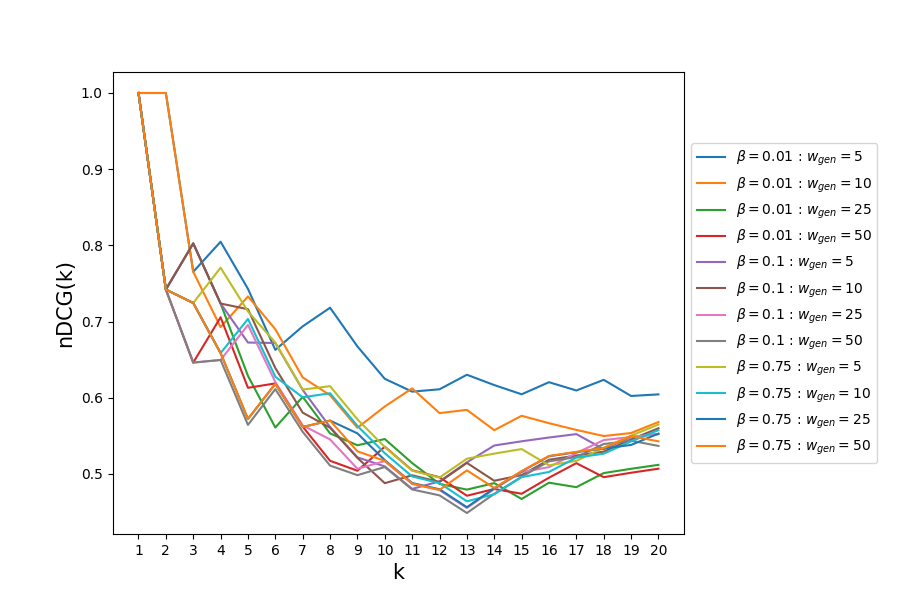 1.0
0.9
0.8
0.7
0.6
0.5
nDCG(k)
1 2 3 4 5 6 7 8 9 10 11 12 13 14 15 16 17 18 19 20
k
β = 0.01 : w_gen = 5
β = 0.01 : w_gen = 10
β = 0.01 : w_gen = 25
β = 0.01 : w_gen = 50
β = 0.1 : w_gen = 5
β = 0.1 : w_gen = 10
β = 0.1 : w_gen = 25
β = 0.1 : w_gen = 50
β = 0.75 : w_gen = 5
β = 0.75 : w_gen = 10
β = 0.75 : w_gen = 25
β = 0.75 : w_gen = 50